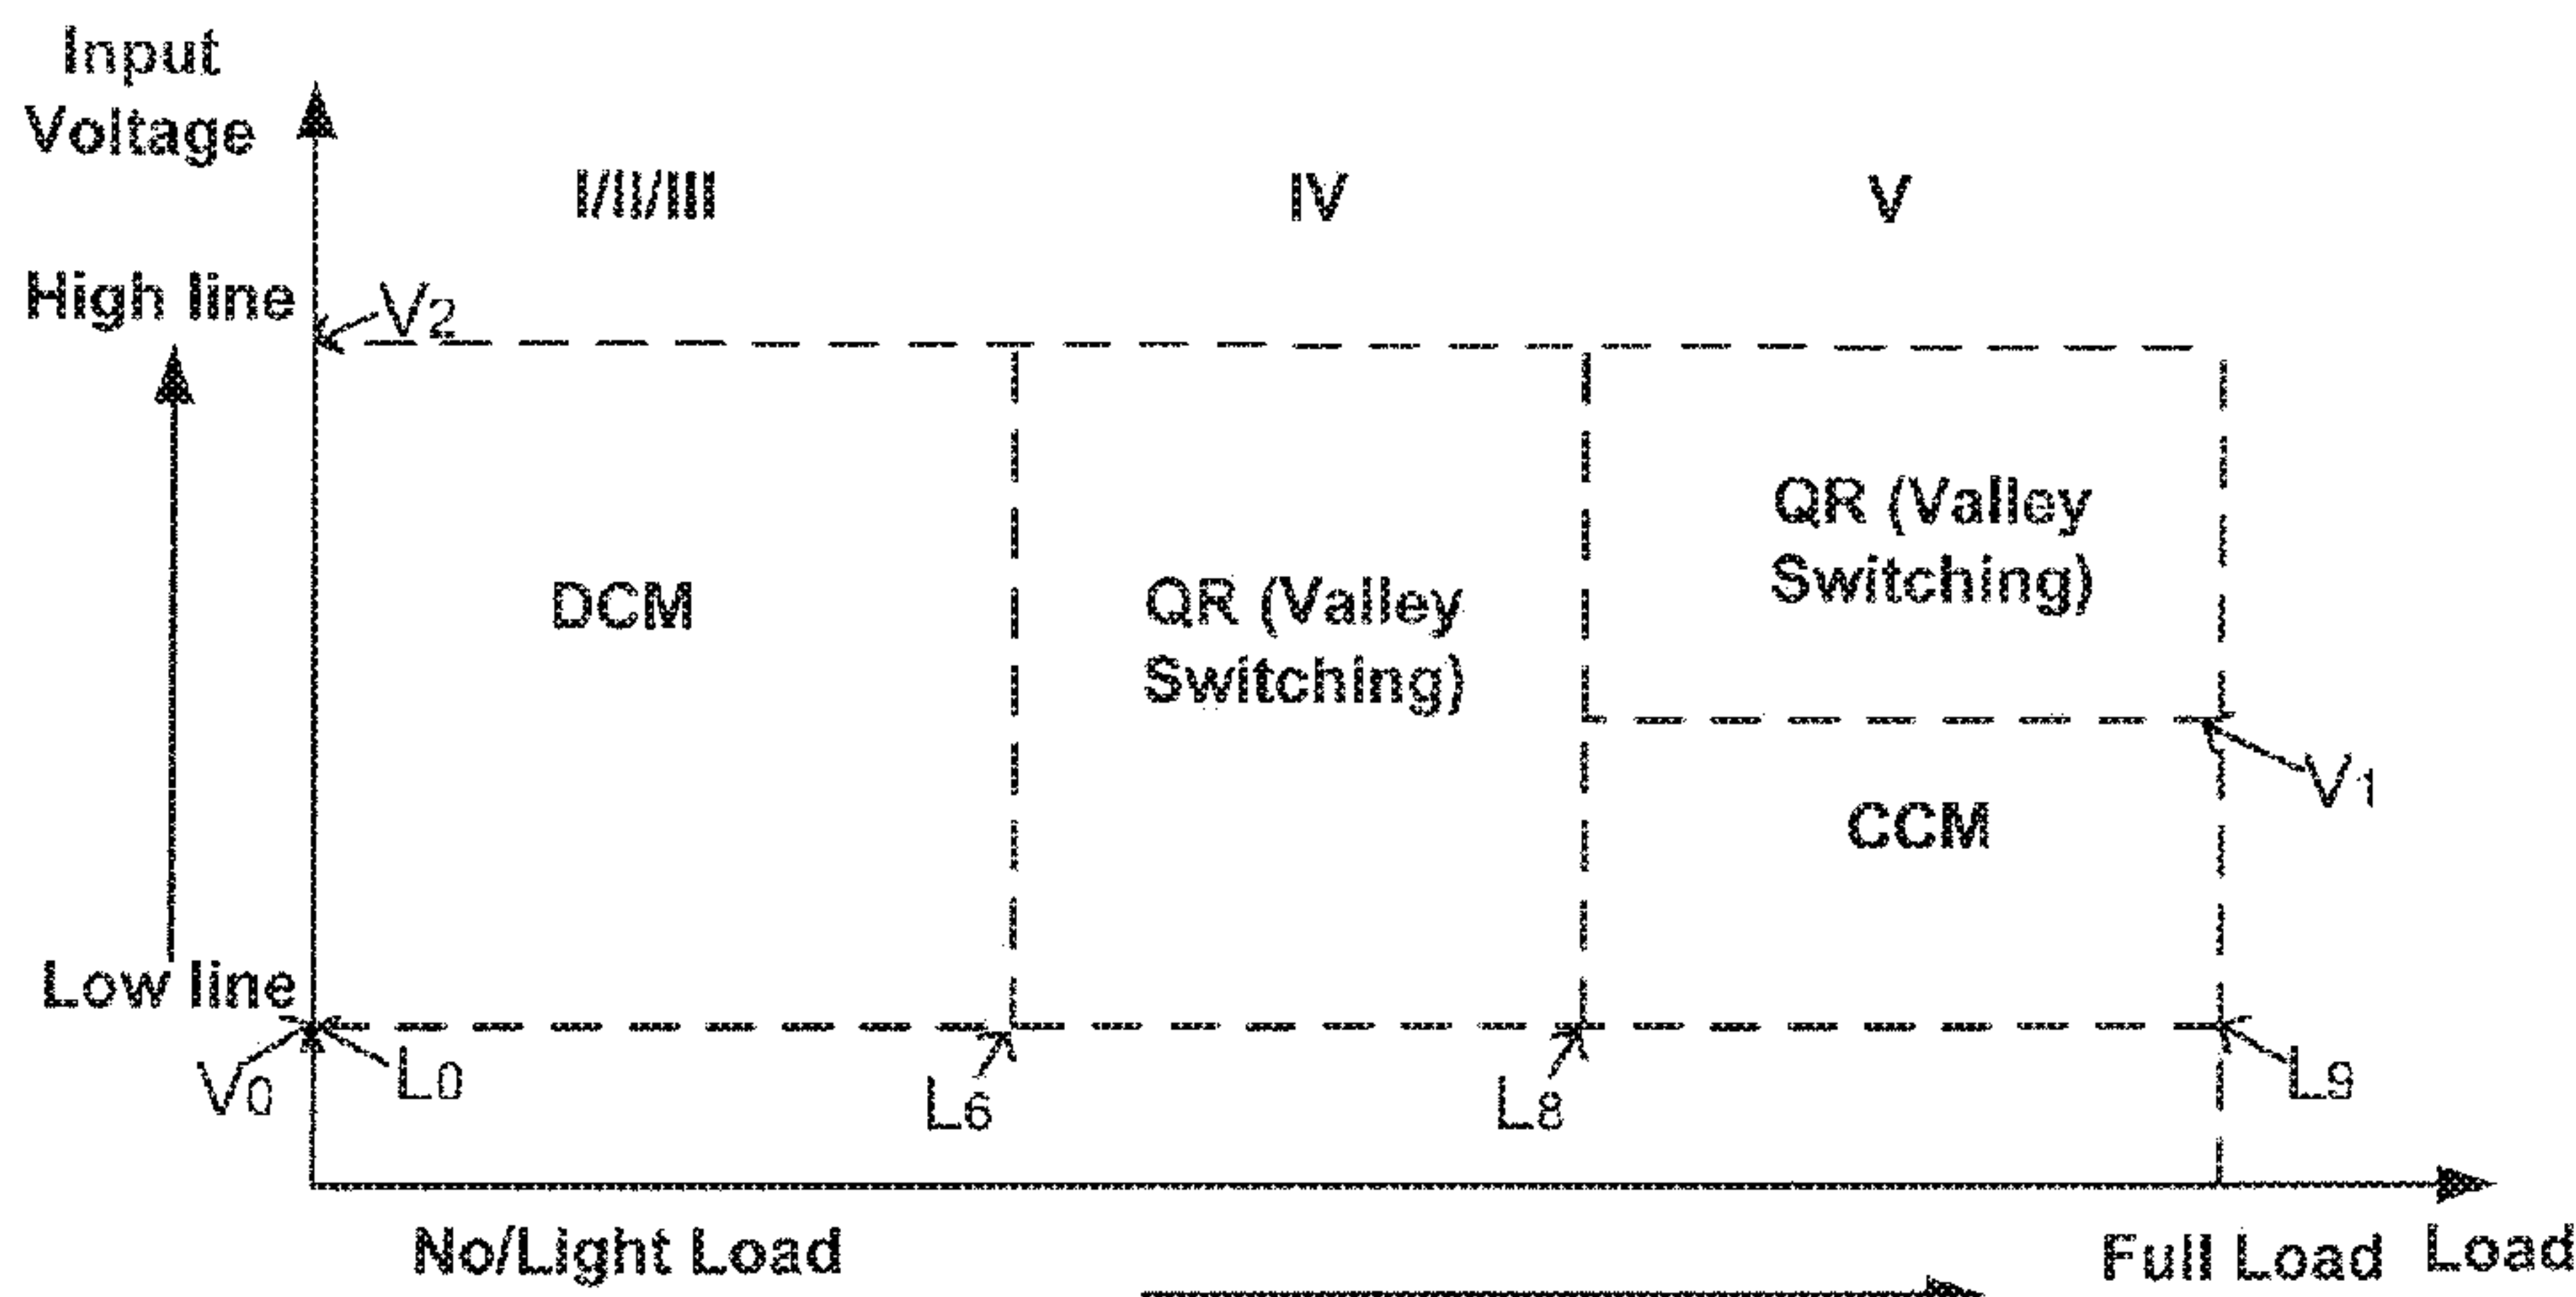 Input
Voltage
I/II/III
IV
V
High line
V2
DCM
QR (Valley
Switching)
QR (Valley
Switching)
V1
CCM
Low line
V0
L0
L6
L8
L9
No/Light Load
Full Load
Load